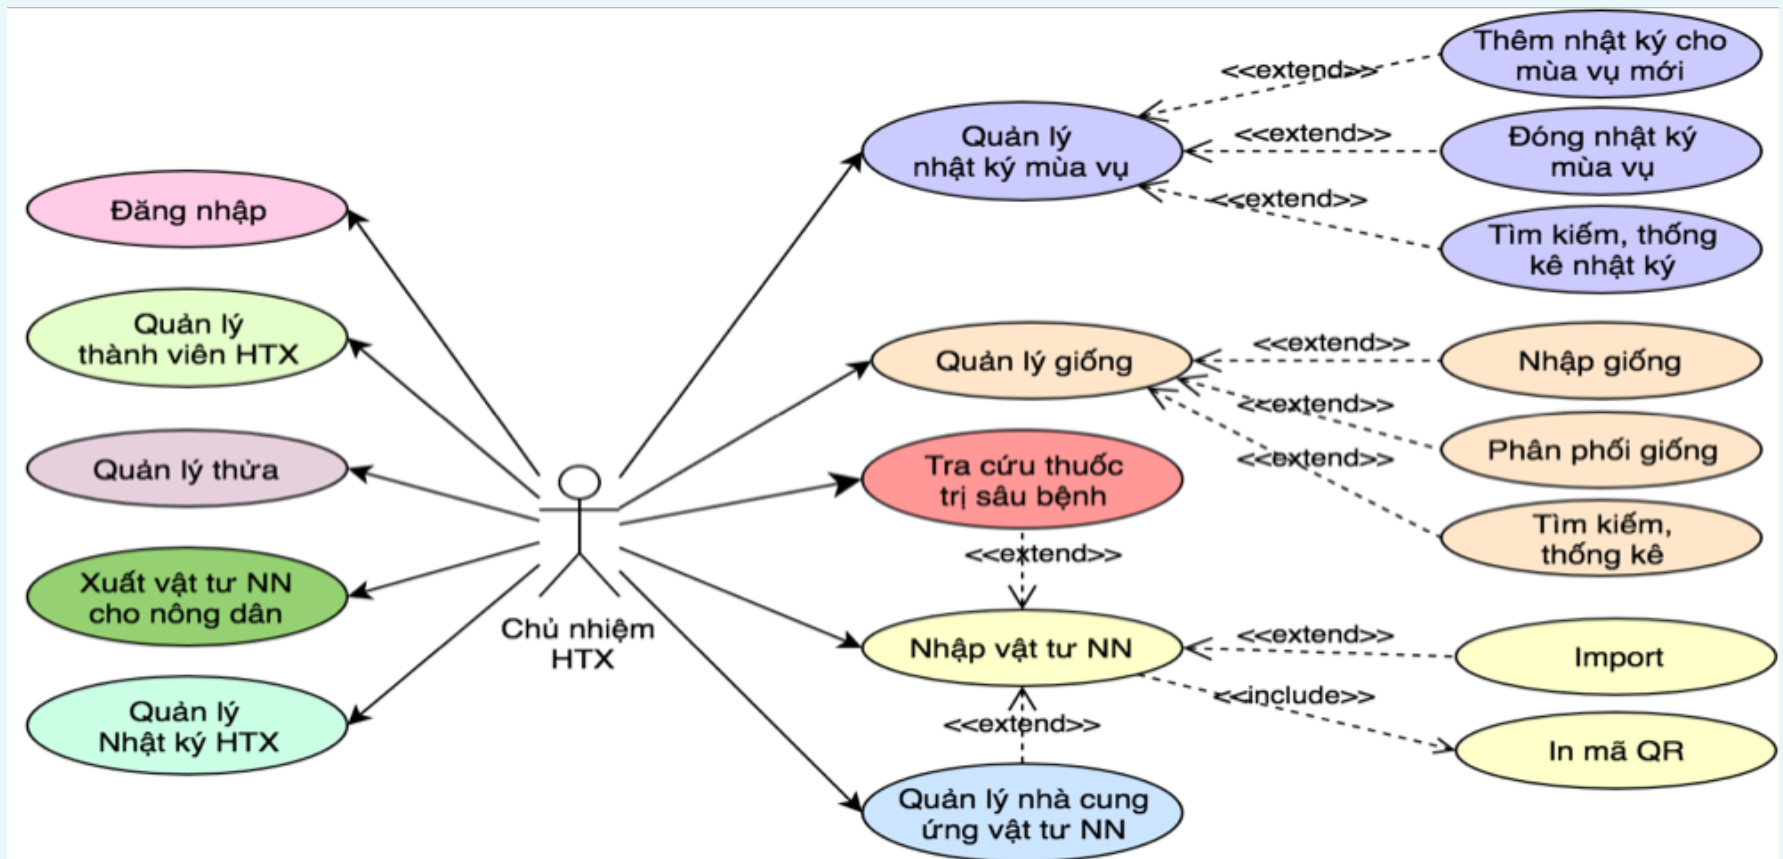 Đăng nhập
Quản lý
thành viên HTX
Quản lý thửa
Xuất vật tư NN
cho nông dân
Quản lý
Nhật ký HTX
Chủ nhiệm
HTX
Quản lý
nhật ký mùa vụ
<<extend>>
Thêm nhật ký cho
mùa vụ mới
<<extend>>
Đóng nhật ký
mùa vụ
<<extend>>
Tìm kiếm, thống
kê nhật ký
Quản lý giống
<<extend>>
Nhập giống
<<extend>>
Phân phối giống
<<extend>>
Tìm kiếm,
thống kê
Tra cứu thuốc
trị sâu bệnh
<<extend>>
Nhập vật tư NN
<<extend>>
Import
<<include>>
In mã QR
<<extend>>
Quản lý nhà cung
ứng vật tư NN